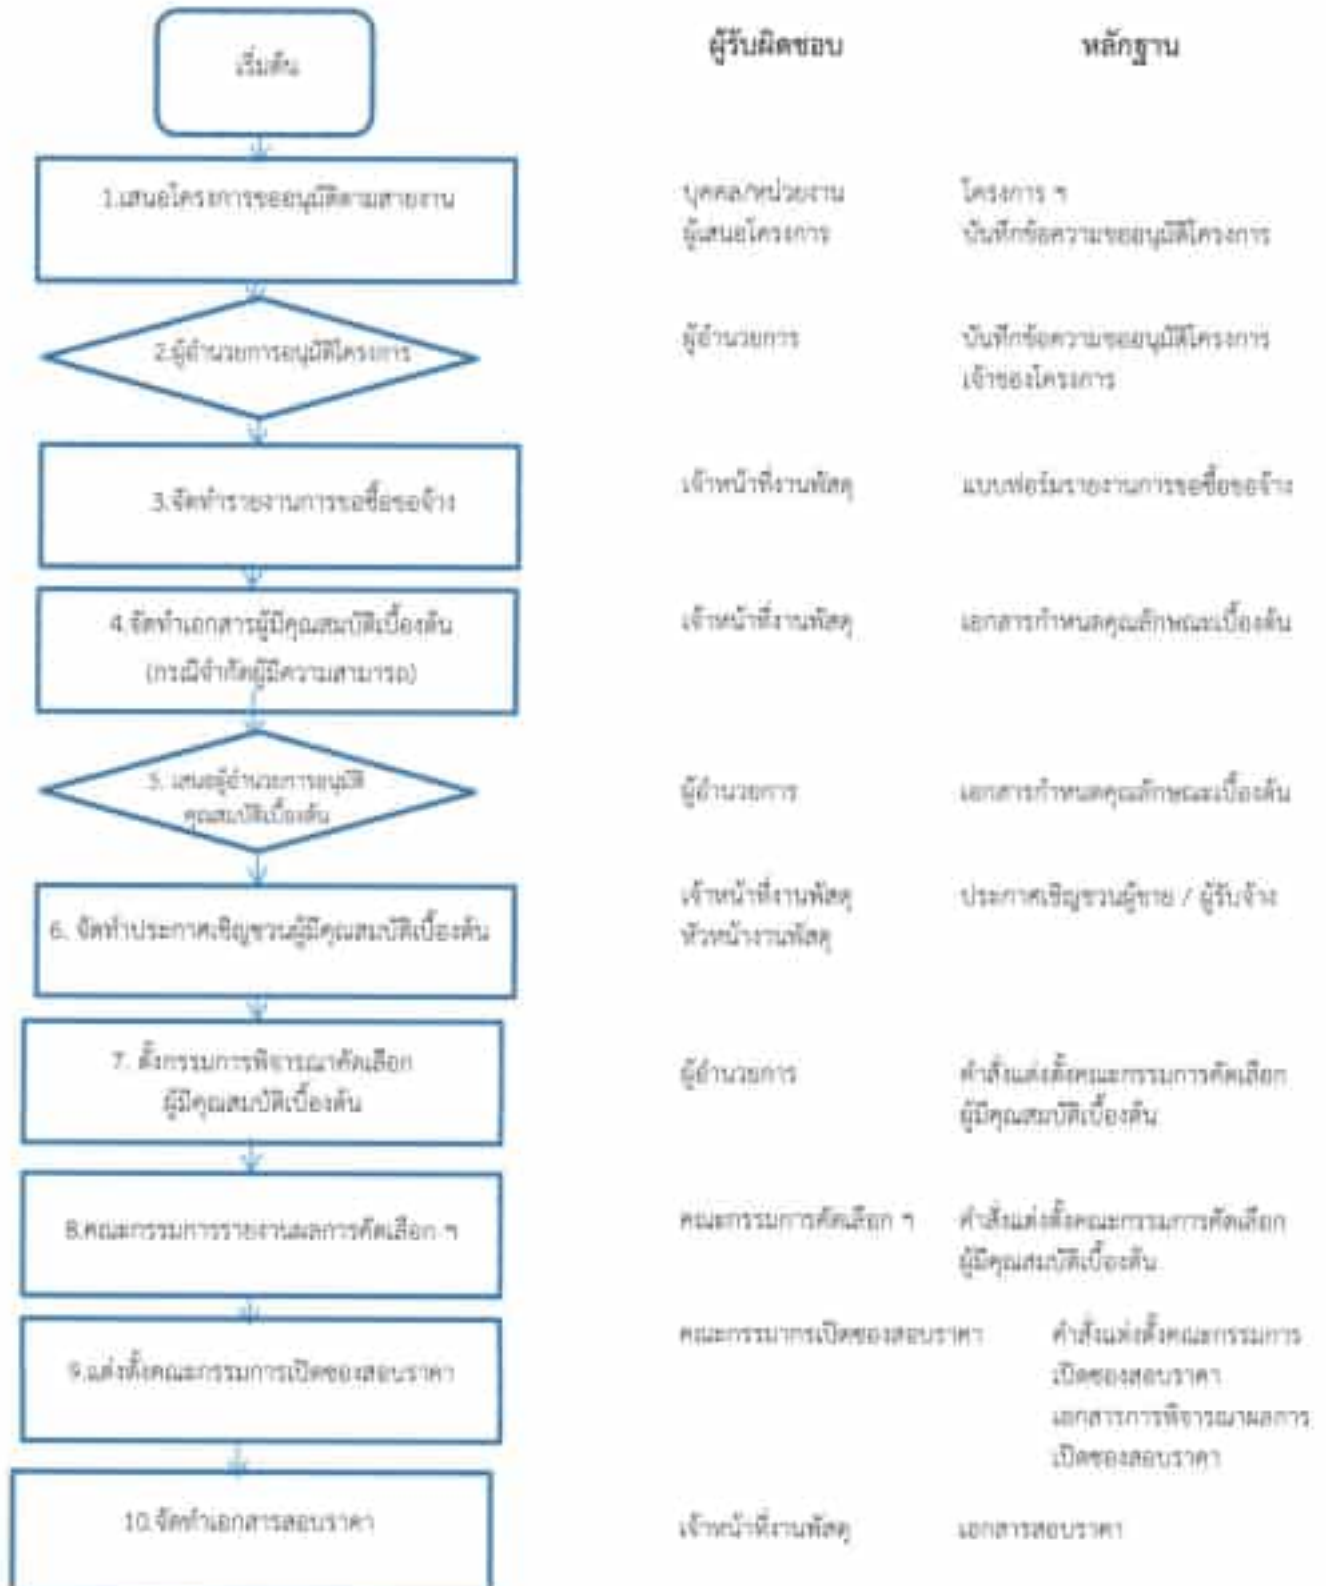 ผู้รับผิดชอบ หลักฐาน
เริ่มต้น
1.เสนอโครงการขออนุมัติตามสายงาน
บุคคล/หน่วยงาน โครงการ ฯ
ผู้เสนอโครงการ บันทึกข้อความขออนุมัติโครงการ
2.ผู้อำนวยการอนุมัติโครงการ
ผู้อำนวยการ บันทึกข้อความขออนุมัติโครงการ
เจ้าของโครงการ
3.จัดทำรายงานการขอซื้อขอจ้าง
เจ้าหน้าที่งานพัสดุ แบบฟอร์มรายงานการขอซื้อขอจ้าง
4.จัดทำเอกสารผู้มีคุณสมบัติเบื้องต้น
(กรณีจำกัดผู้มีความสามารถ)
เจ้าหน้าที่งานพัสดุ เอกสารกำหนดคุณลักษณะเบื้องต้น
5. เสนอผู้อำนวยการอนุมัติ
คุณสมบัติเบื้องต้น
ผู้อำนวยการ เอกสารกำหนดคุณลักษณะเบื้องต้น
6. จัดทำประกาศเชิญชวนผู้มีคุณสมบัติเบื้องต้น
เจ้าหน้าที่งานพัสดุ ประกาศเชิญชวนผู้ขาย / ผู้รับจ้าง
หัวหน้างานพัสดุ
7. ตั้งกรรมการพิจารณาคัดเลือก
ผู้มีคุณสมบัติเบื้องต้น
ผู้อำนวยการ คำสั่งแต่งตั้งคณะกรรมการคัดเลือก
ผู้มีคุณสมบัติเบื้องต้น
8.คณะกรรมการรายงานผลการคัดเลือก ฯ
คณะกรรมการคัดเลือก ฯ คำสั่งแต่งตั้งคณะกรรมการคัดเลือก
ผู้มีคุณสมบัติเบื้องต้น
9.แต่งตั้งคณะกรรมการเปิดซองสอบราคา
คณะกรรมากรเปิดซองสอบราคา คำสั่งแต่งตั้งคณะกรรมการ
เปิดซองสอบราคา
เอกสารการพิจารณาผลการ
เปิดซองสอบราคา
10.จัดทำเอกสารสอบราคา
เจ้าหน้าที่งานพัสดุ เอกสารสอบราคา